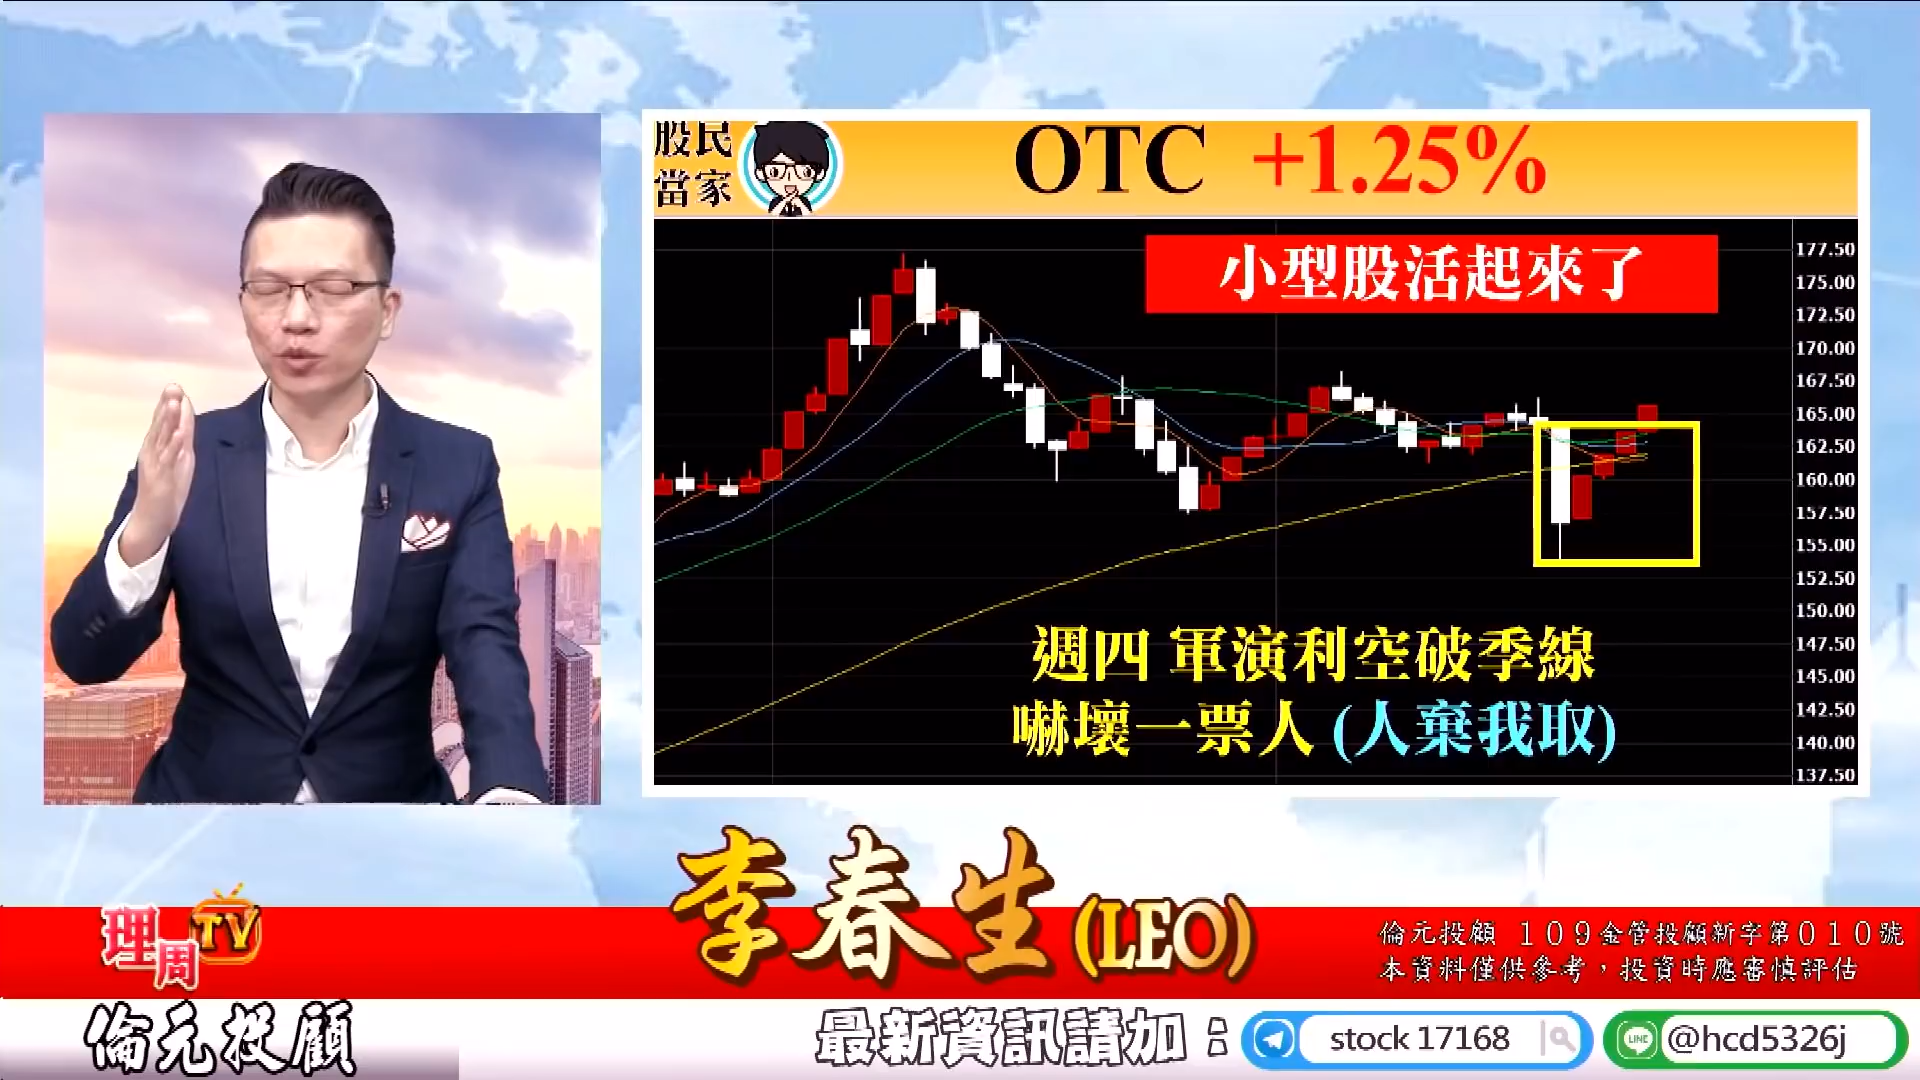 股民
當家
OTC +1.25%
小型股活起來了
177.50
175.00
172.50
170.00
167.50
165.00
162.50
160.00
157.50
155.00
152.50
150.00
147.50
145.00
142.50
140.00
137.50
週四 軍演利空破季線
嚇壞一票人 (人棄我取)
李春生(LEO)
理周TV
倫元投顧 109金管投顧新字第010號
本資料僅供參考，投資時應審慎評估
倫元投顧
最新資訊請加： stock 17168 LINE @hcd5326j